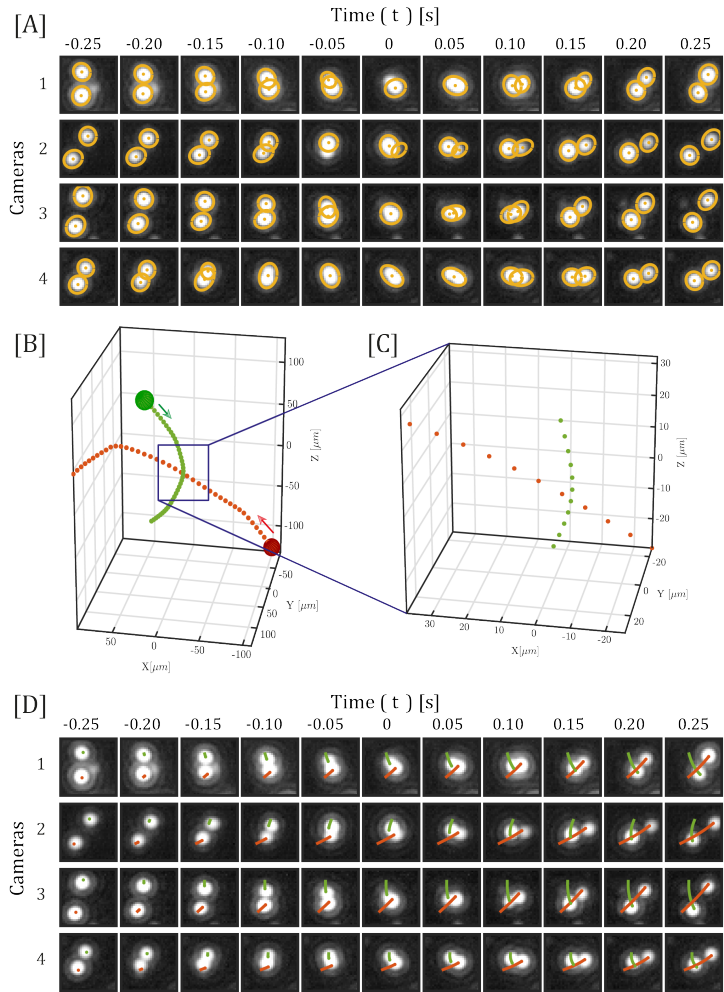 [A]
Time ( t ) [s]
-0.25 -0.20 -0.15 -0.10 -0.05 0 0.05 0.10 0.15 0.20 0.25
Cameras
1
2
3
4
[B]
100
50
0
-50
-100
Z [μm]
-50
0
50
100
Y [μm]
50 0 -50 -100
X[μm]
[C]
30
20
10
0
-10
-20
Z [μm]
0
20
Y [μm]
30 20 10 0 -10 -20
X[μm]
[D]
Time ( t ) [s]
-0.25 -0.20 -0.15 -0.10 -0.05 0 0.05 0.10 0.15 0.20 0.25
Cameras
1
2
3
4